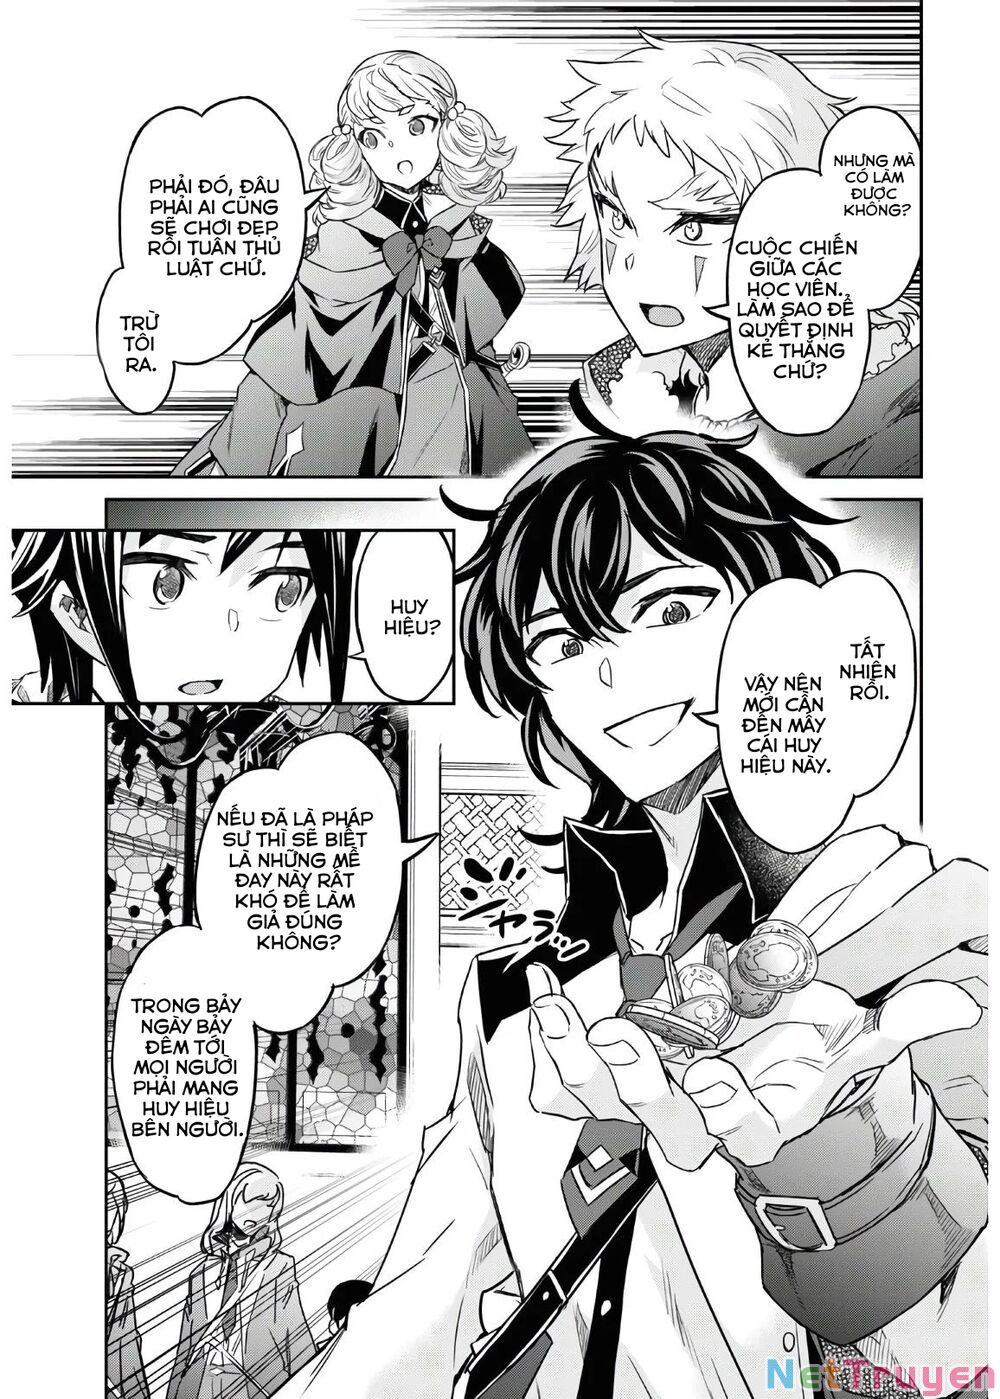 NHƯNG MÀ
CÓ LÀM
ĐƯỢC
KHÔNG?
CUỘC CHIẾN
GIỮA CÁC
HỌC VIÊN.
LÀM SAO ĐỂ
QUYẾT ĐỊNH
KẺ THẮNG
CHỨ?
PHẢI ĐÓ, ĐÂU
PHẢI AI CŨNG
SẼ CHƠI ĐẸP
RỒI TUÂN THỦ
LUẬT CHỨ.
TRỪ
TÔI
RA.
TẤT
NHIÊN
RỒI.
VẬY NÊN
MỚI CẦN
ĐẾN MẤY
CÁI HUY
HIỆU NÀY.
HUY
HIỆU?
ジャラッ
NẾU ĐÃ LÀ PHÁP
SƯ THÌ SẼ BIẾT
LÀ NHỮNG MỀ
ĐAY NÀY RẤT
KHÓ ĐỂ LÀM
GIẢ ĐÚNG
KHÔNG?
TRONG BẢY
NGÀY BẢY
ĐÊM TỚI
MỌI NGƯỜI
PHẢI MANG
HUY HIỆU
BÊN NGƯỜI.
NetTruyen